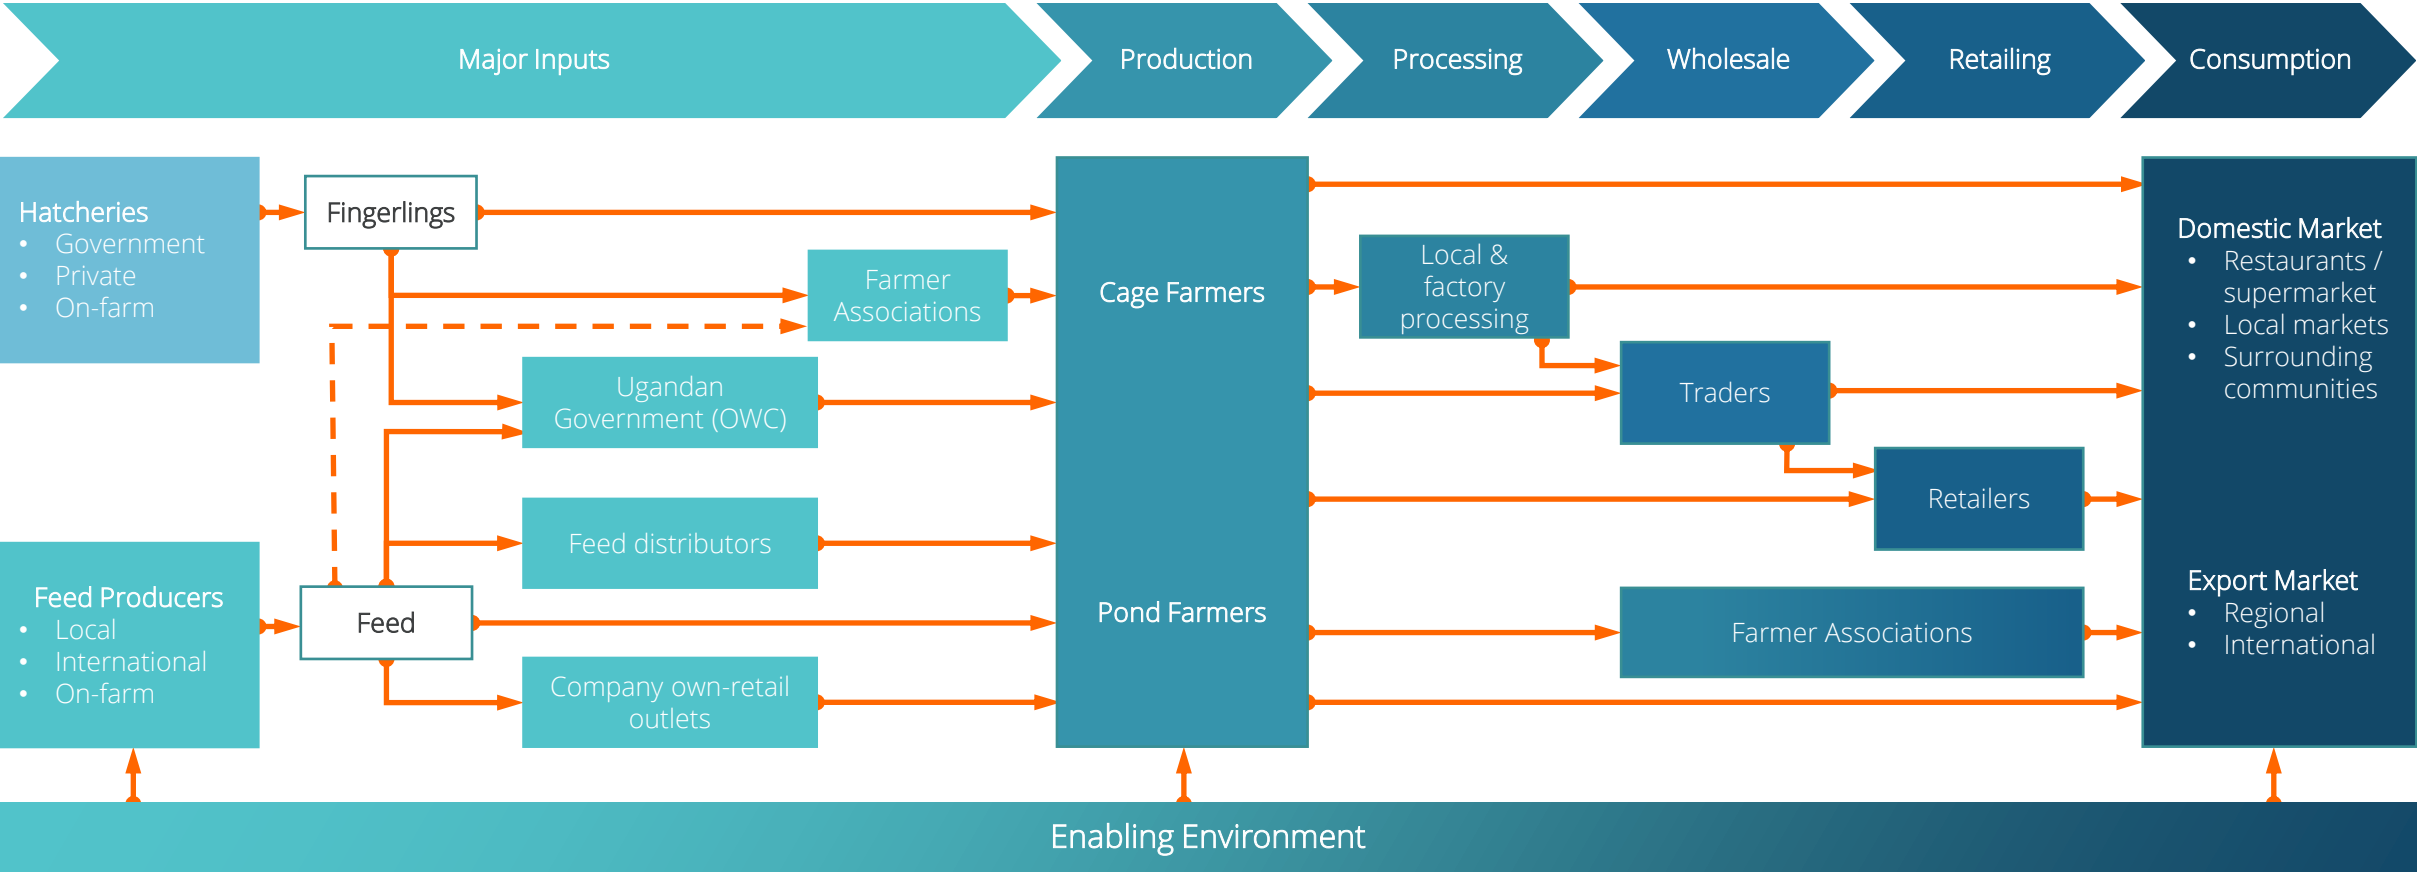 Major Inputs
Production
Processing
Wholesale
Retailing
Consumption
Hatcheries
• Government
• Private
• On-farm
Fingerlings
Farmer
Associations
Ugandan
Government (OWC)
Feed distributors
Feed Producers
• Local
• International
• On-farm
Feed
Company own-retail
outlets
Cage Farmers
Pond Farmers
Local &
factory
processing
Traders
Retailers
Farmer Associations
Domestic Market
• Restaurants /
supermarket
• Local markets
• Surrounding
communities
Export Market
• Regional
• International
Enabling Environment